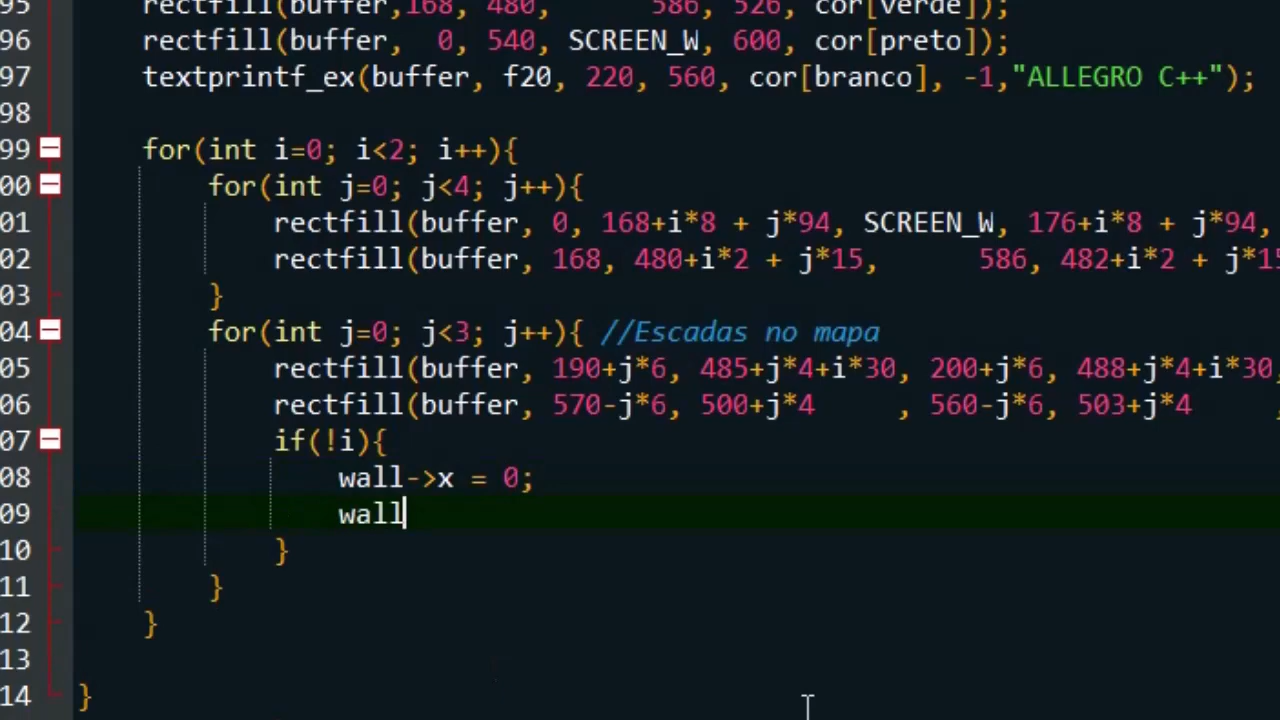 95 rectfill(buffer,168, 480, 586, 526, cor[verde]);
96 rectfill(buffer, 0, 540, SCREEN_W, 600, cor[preto]);
97 textprintf_ex(buffer, f20, 220, 560, cor[branco], -1,"ALLEGRO C++");
98
99 for(int i=0; i<2; i++){
00 for(int j=0; j<4; j++){
01 rectfill(buffer, 0, 168+i*8 + j*94, SCREEN_W, 176+i*8 + j*94,
02 rectfill(buffer, 168, 480+i*2 + j*15, 586, 482+i*2 + j*15
03 }
04 for(int j=0; j<3; j++){ //Escadas no mapa
05 rectfill(buffer, 190+j*6, 485+j*4+i*30, 200+j*6, 488+j*4+i*30,
06 rectfill(buffer, 570-j*6, 500+j*4 , 560-j*6, 503+j*4 ,
07 if(!i){
08 wall->x = 0;
09 wall
10 }
11 }
12 }
13
14 }